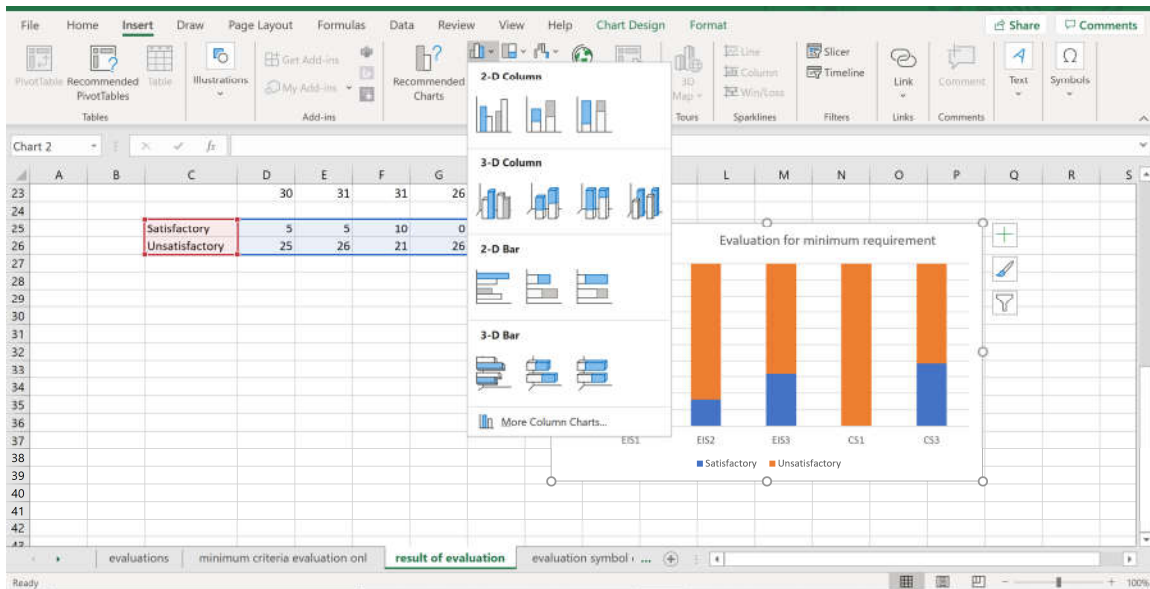 File Home Insert Draw Page Layout Formulas Data Review View Help Chart Design Format Share Comments
PivotTable Recommended PivotTables Table
Illustrations
Get Add-ins
My Add-ins
Recommended Charts
3D Map
Line
Column
Win/Loss
Slicer
Timeline
Link
Comment
Text
Symbols
Tables Add-ins Tours Sparklines Filters Links Comments
Chart 2 fx
2-D Column
3-D Column
2-D Bar
3-D Bar
More Column Charts...
A B C D E F G L M N O P Q R S
23 30 31 31 26
24
25 Satisfactory 5 5 10 0
26 Unsatisfactory 25 26 21 26
27
28
29
30
31
32
33
34
35
36
37
38
39
40
41
42
43
Evaluation for minimum requirement
EIS1 EIS2 EIS3 CS1 CS3
Satisfactory Unsatisfactory
evaluations minimum criteria evaluation onl result of evaluation evaluation symbol ...
Ready 100%